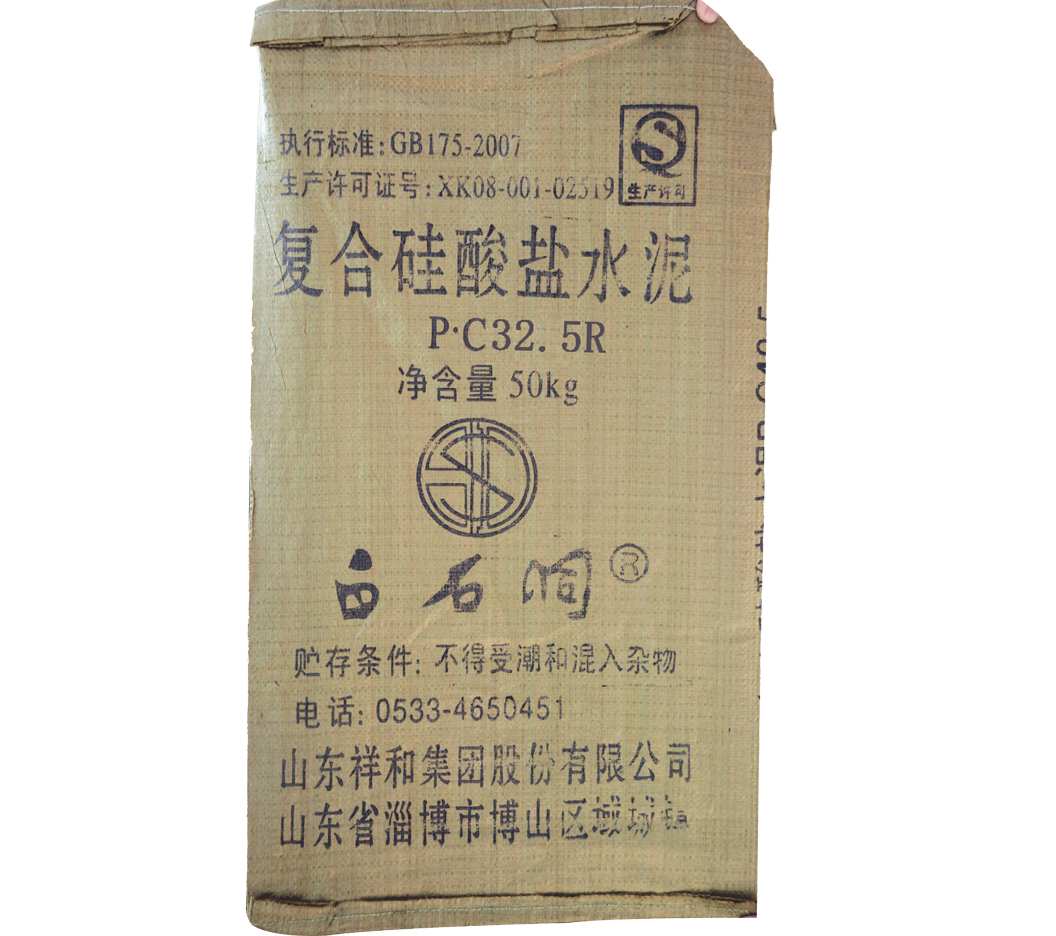 执行标准:GB175-2007
生产许可证号:XK08-001-02519
生产许可
复合硅酸盐水泥
P·C32.5R
净含量 50kg
白石洞®
贮存条件:不得受潮和混入杂物
电话:0533-4650451
山东祥和集团股份有限公司
山东省淄博市博山区域城镇